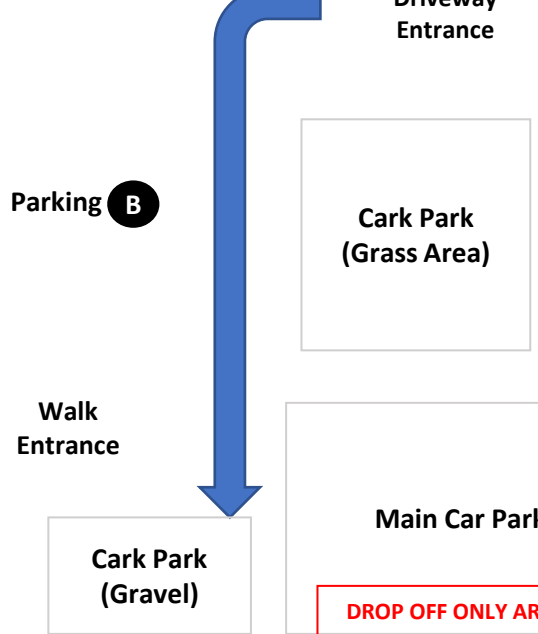 Driveway
Entrance
Parking B
Cark Park
(Grass Area)
Walk
Entrance
Main Car Park
Cark Park
(Gravel)
DROP OFF ONLY AR